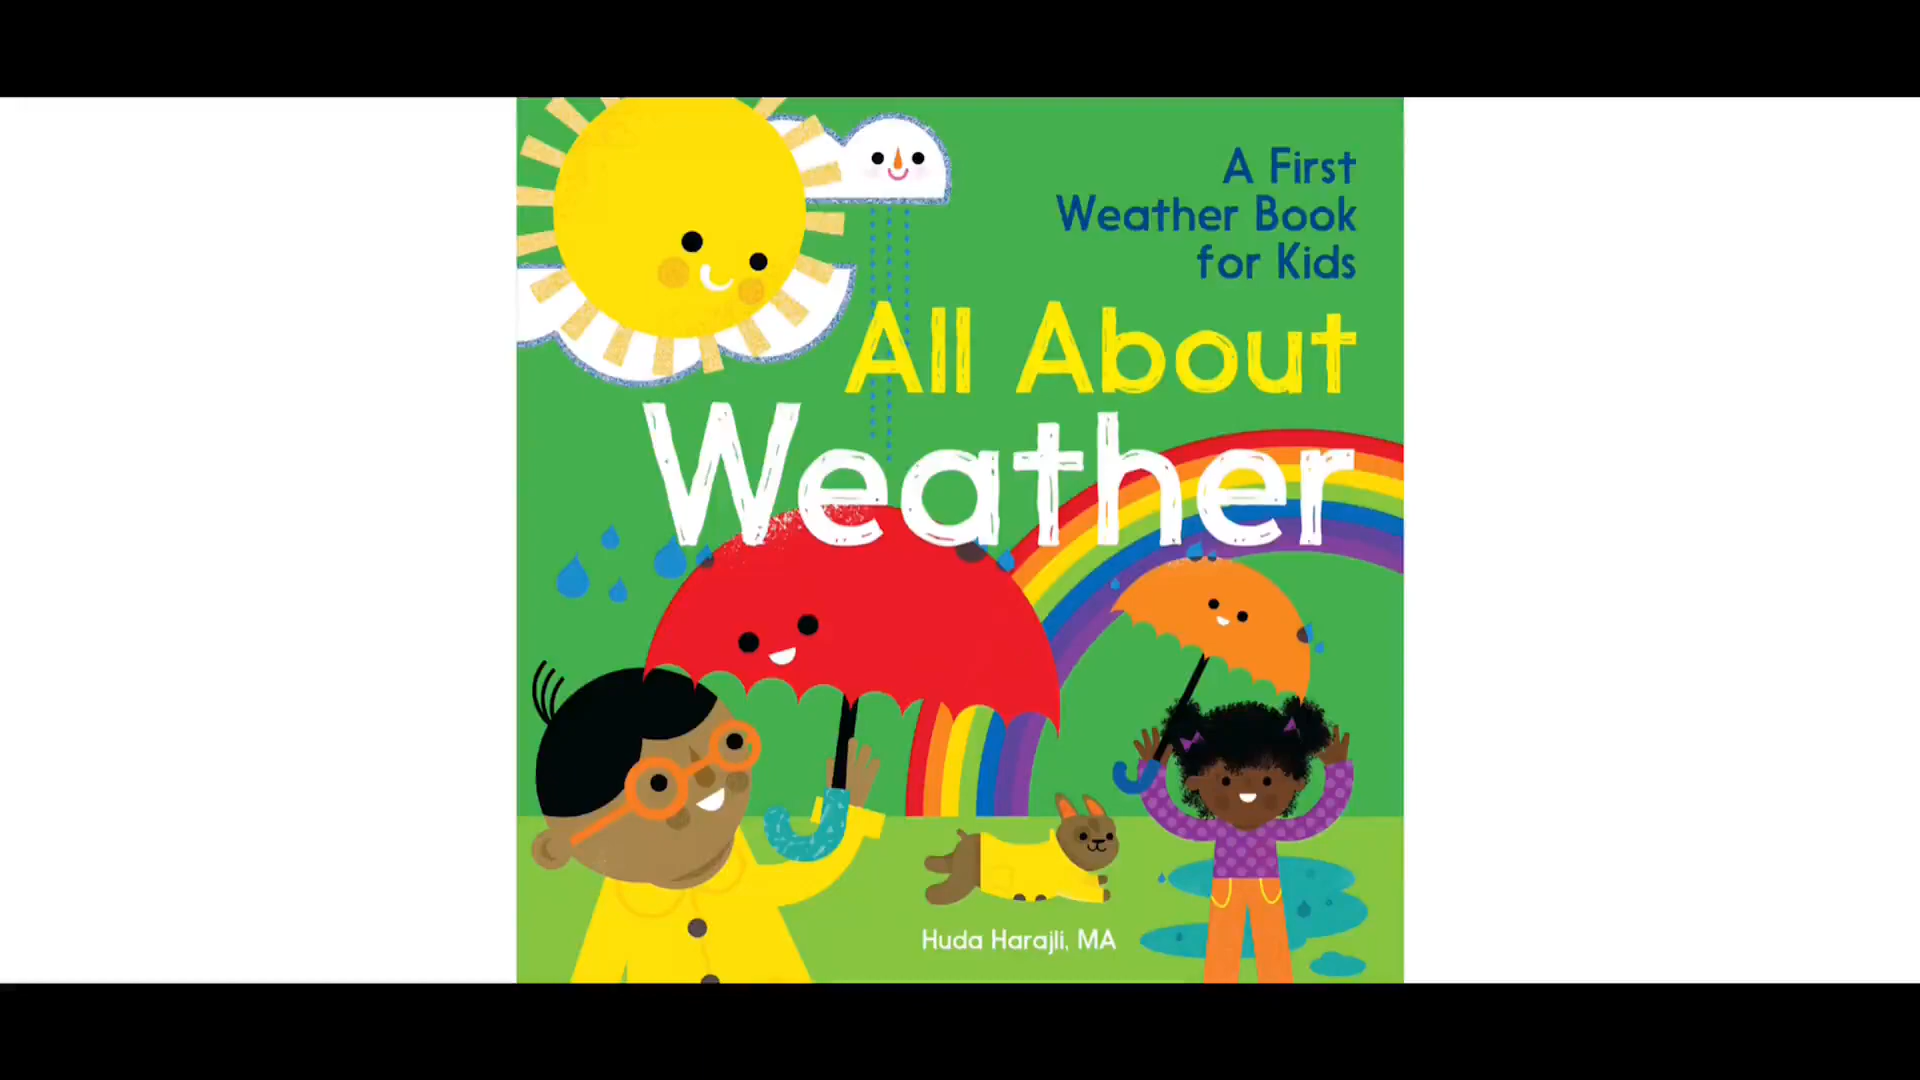 A First
Weather Book
for Kids
All About
Weather
Huda Harajli, MA